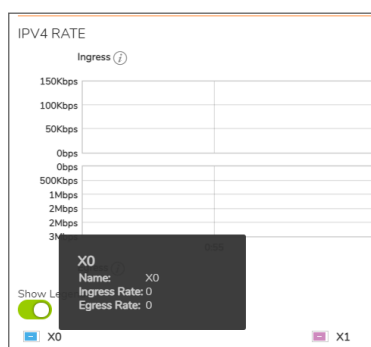 IPV4 RATE
Ingress i
150Kbps
100Kbps
50Kbps
0bps
0bps
500Kbps
1Mbps
2Mbps
2Mbps
X0
Name: X0
Ingress Rate: 0
Egress Rate: 0
Show
X0
X1